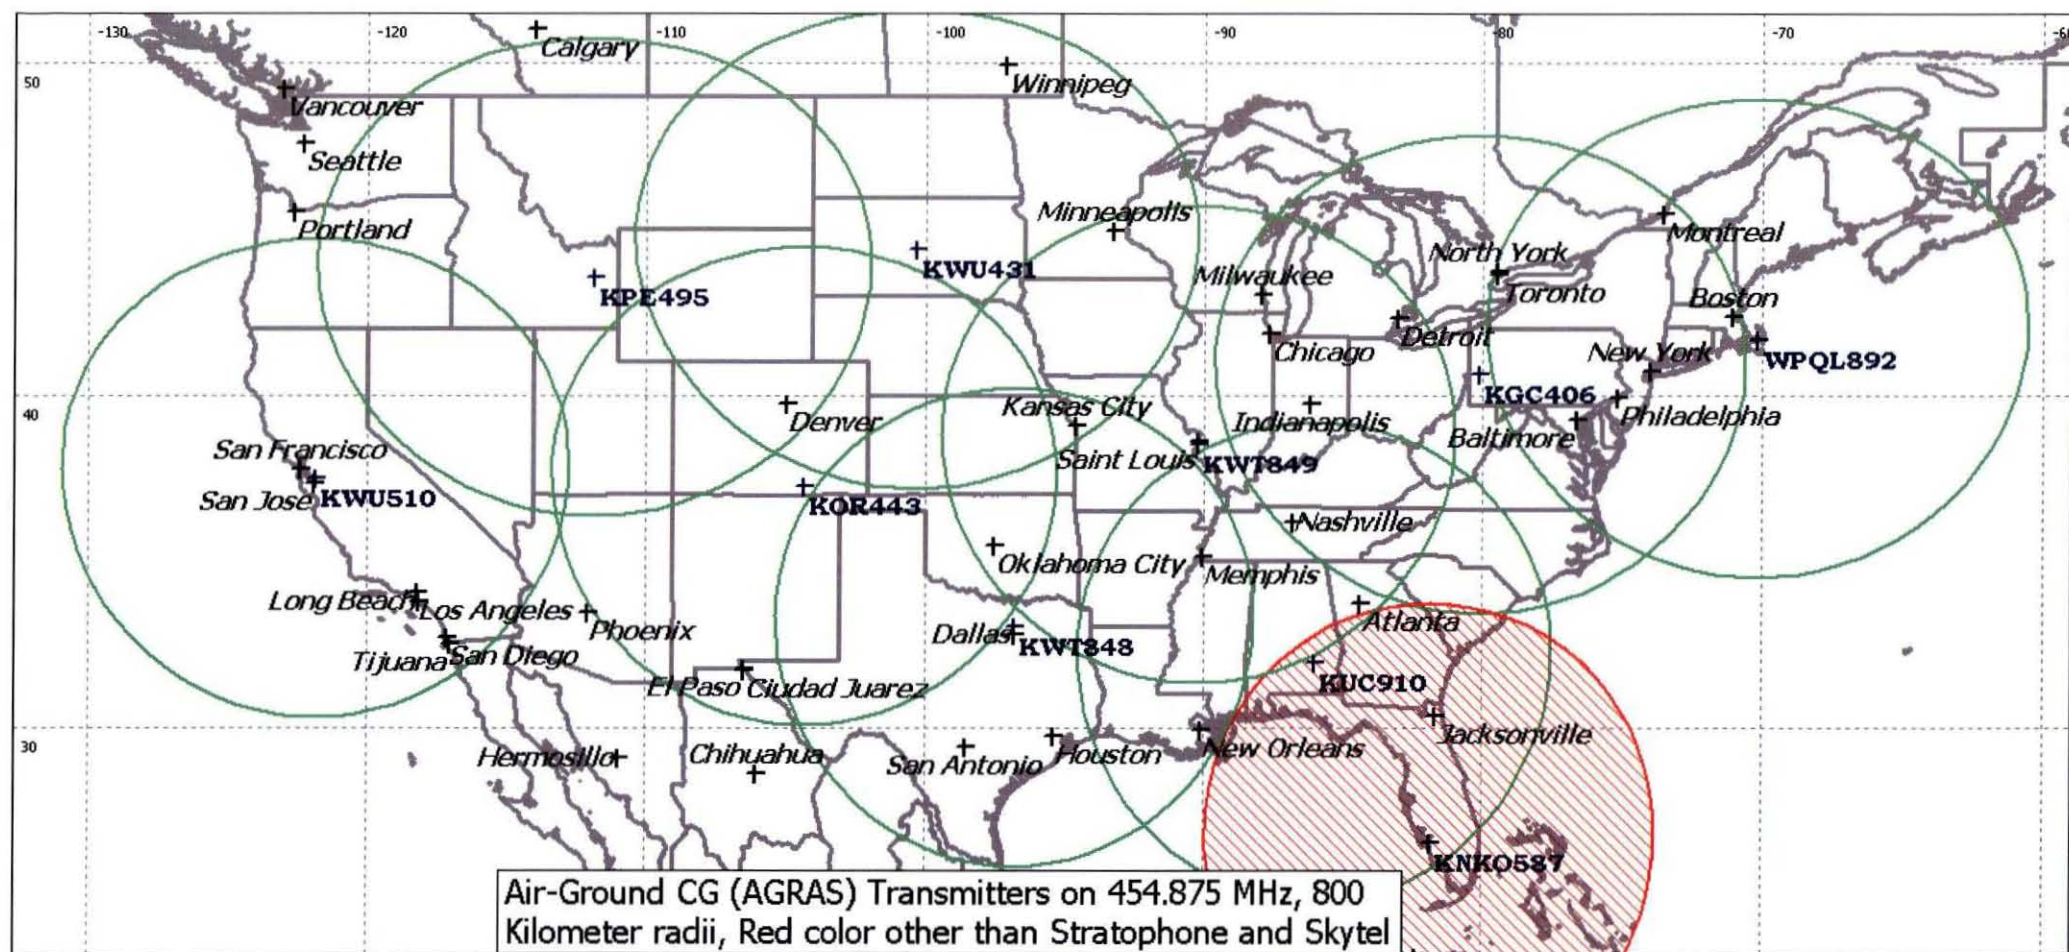 -130 -120 -110 -100 -90 -80 -70 -60
Calgary
50
Winnipeg
Vancouver
Seattle
Minneapolis
Portland
Montreal
North York
KWU431
Milwaukee
KPE495
Toronto
Boston
Detroit
Chicago
New York
WPQL892
KGC406
40
Kansas City
Denver
Indianapolis
Philadelphia
Baltimore
San Francisco
Saint Louis KWT849
San Jose KWU510
KOR443
Nashville
Oklahoma City
Memphis
Long Beach Los Angeles
Phoenix
Atlanta
Dallas KWT848
Tijuana San Diego
El Paso Ciudad Juarez
KUC910
30
Jacksonville
New Orleans
Hermosillo
Chihuahua
San Antonio
Houston
KNKO587
Air-Ground CG (AGRAS) Transmitters on 454.875 MHz, 800
Kilometer radii, Red color other than Stratophone and Skytel